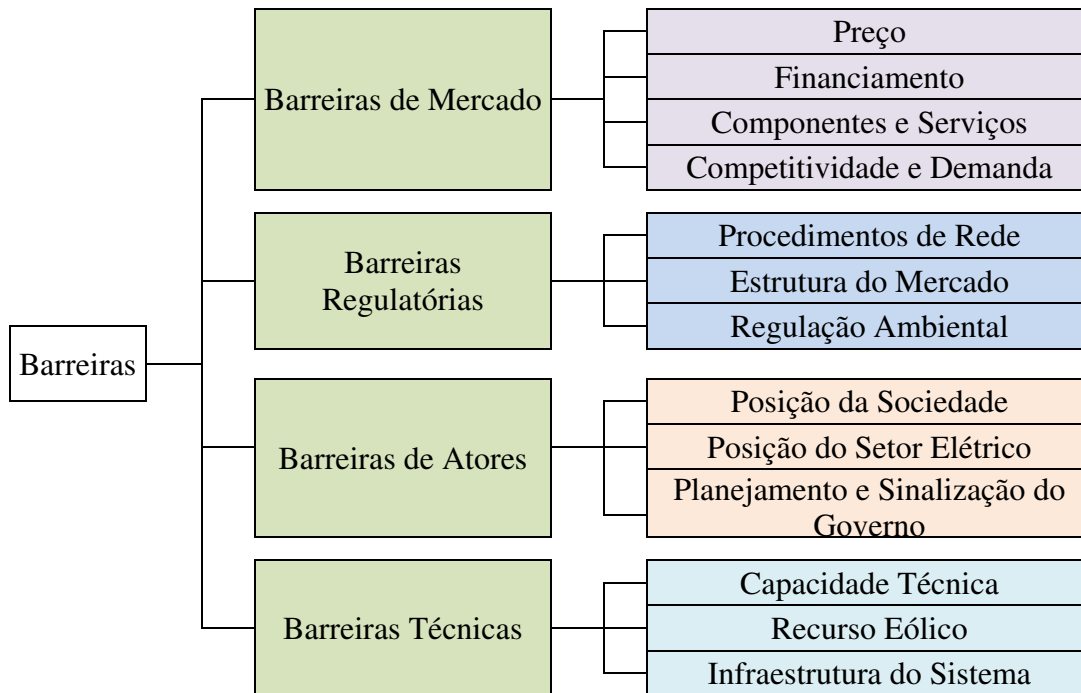 Barreiras
Barreiras de Mercado
Preço
Financiamento
Componentes e Serviços
Competitividade e Demanda
Barreiras
Regulatórias
Procedimentos de Rede
Estrutura do Mercado
Regulação Ambiental
Barreiras de Atores
Posição da Sociedade
Posição do Setor Elétrico
Planejamento e Sinalização do
Governo
Barreiras Técnicas
Capacidade Técnica
Recurso Eólico
Infraestrutura do Sistema